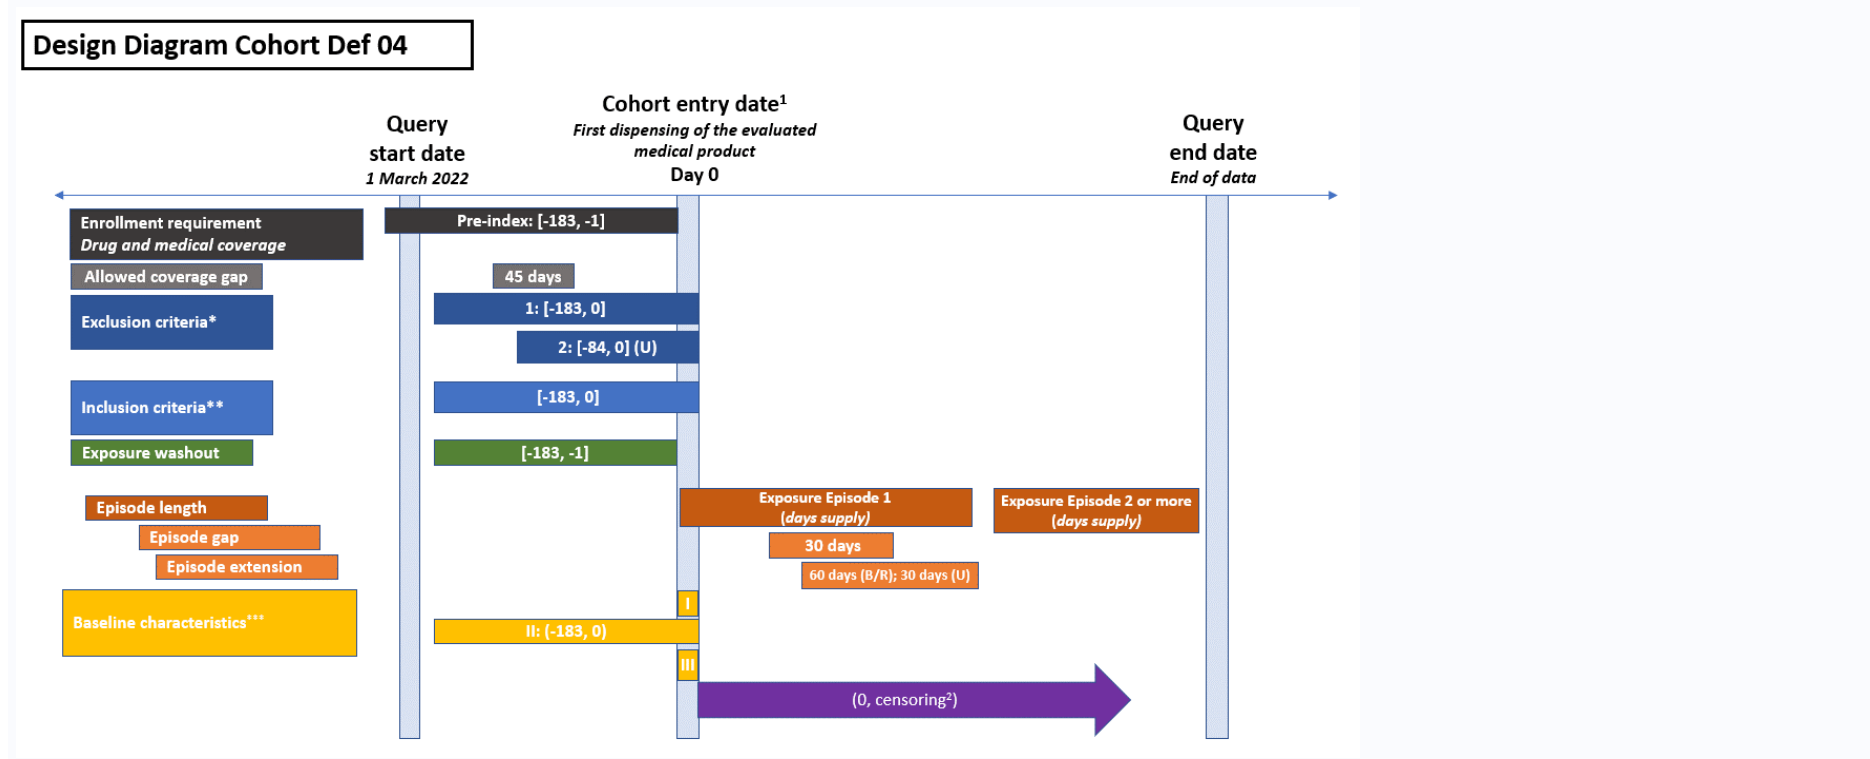 Design Diagram Cohort Def 04
Cohort entry date¹
First dispensing of the evaluated
medical product
Day 0
Query
start date
1 March 2022
Query
end date
End of data
Enrollment requirement
Drug and medical coverage
Pre-index: [-183, -1]
Allowed coverage gap
45 days
Exclusion criteria*
1: [-183, 0]
2: [-84, 0] (U)
Inclusion criteria**
[-183, 0]
Exposure washout
[-183, -1]
Episode length
Exposure Episode 1
(days supply)
Exposure Episode 2 or more
(days supply)
Episode gap
30 days
Episode extension
60 days (B/R); 30 days (U)
Baseline characteristics***
I
II: (-183, 0)
III
(0, censoring²)